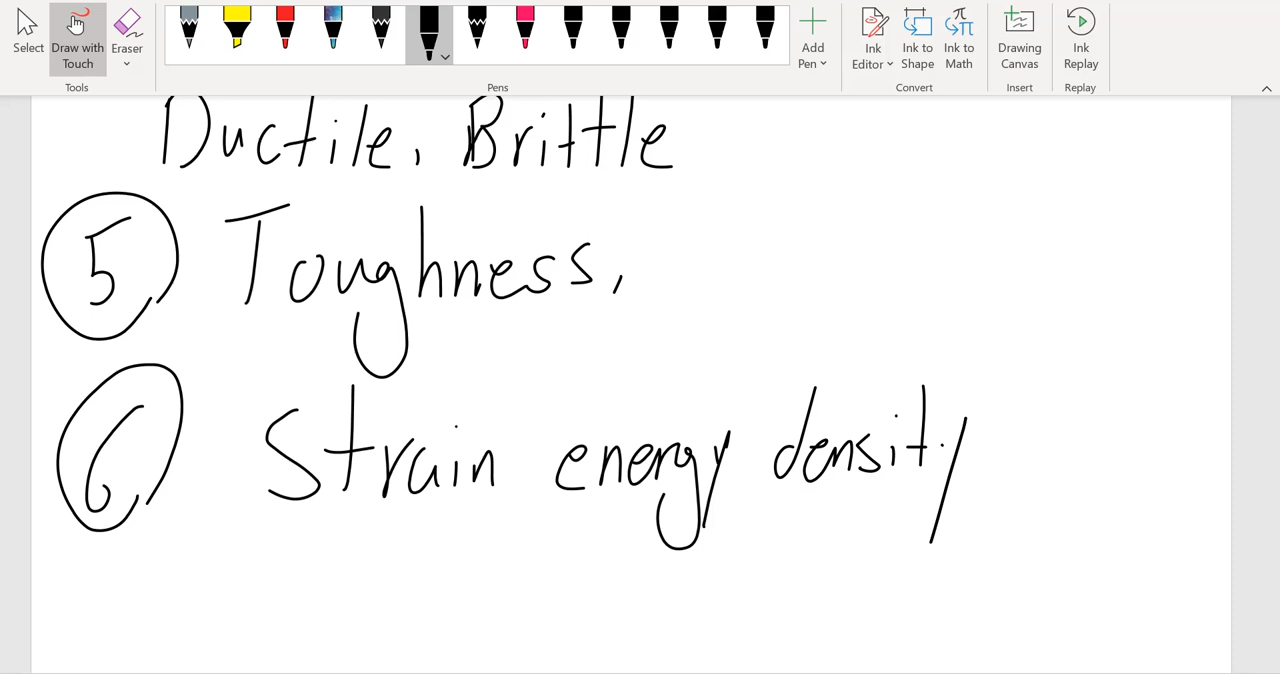 Select
Draw with Touch
Eraser
Tools
Pens
Add Pen
Ink Editor
Ink to Shape
Ink to Math
Convert
Drawing Canvas
Insert
Ink Replay
Replay
Ductile, Brittle
5, Toughness,
6, Strain energy density